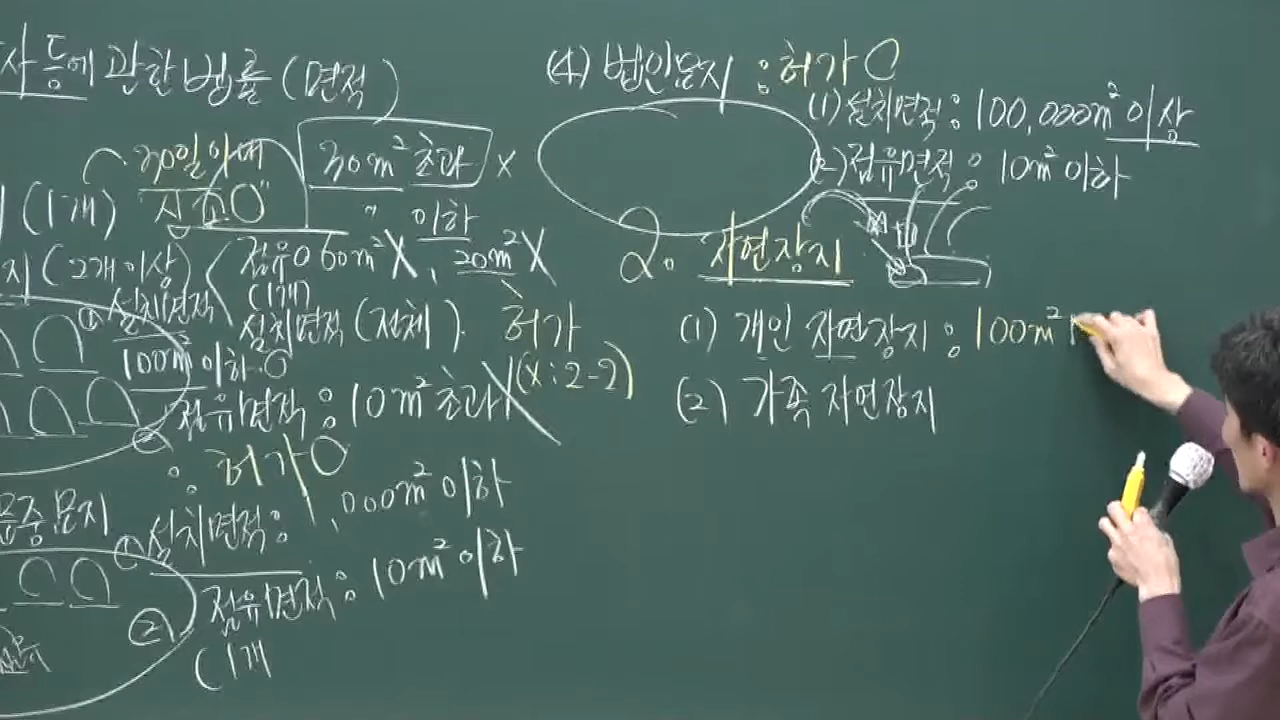 등에 관한 법률 (면적)
30일 이내
신고O
30m² 초과 X
" 이하
(1개)
지 (2개 이상)
점유O 60m² X, 20m² X
(1개)
설치면적 (전체). 허가
① 설치면적
100m² 이하 O
② 점유면적 : 10m² 초과 X (X : 2-2)
: 허가O
문중묘지
① 설치면적 : 1,000m² 이하
② 점유면적 : 10m² 이하
(1개
(4) 법인묘지 : 허가 O
(1) 설치면적 : 100,000m² 이상
(2) 점유면적 : 10m² 이하
2. 자연장지
(1) 개인 자연장지 : 100m²
(2) 가족 자연장지